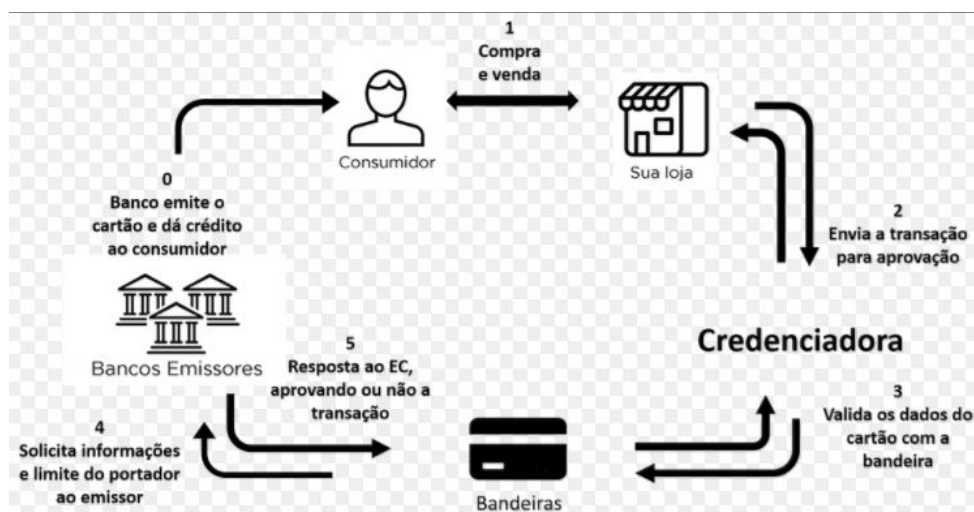 1
Compra
e venda
Consumidor
Sua loja
0
Banco emite o
cartão e dá crédito
ao consumidor
2
Envia a transação
para aprovação
Bancos Emissores
Credenciadora
5
Resposta ao EC,
aprovando ou não a
transação
4
Solicita informações
e limite do portador
ao emissor
3
Valida os dados do
cartão com a
bandeira
Bandeiras